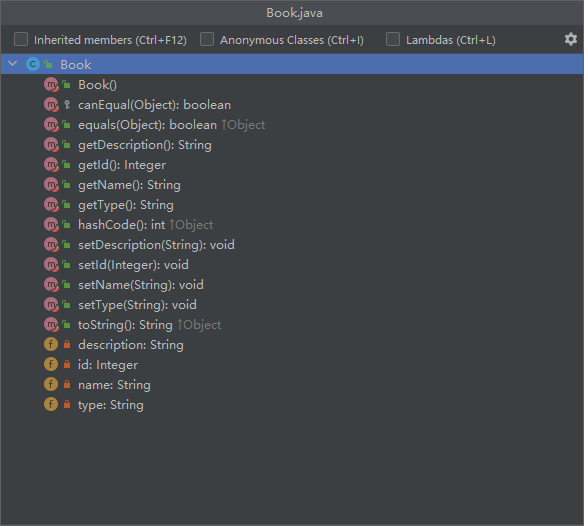 Book.java
Inherited members (Ctrl+F12) Anonymous Classes (Ctrl+I) Lambdas (Ctrl+L)
C Book
m Book()
m canEqual(Object): boolean
m equals(Object): boolean ↑Object
m getDescription(): String
m getId(): Integer
m getName(): String
m getType(): String
m hashCode(): int ↑Object
m setDescription(String): void
m setId(Integer): void
m setName(String): void
m setType(String): void
m toString(): String ↑Object
f description: String
f id: Integer
f name: String
f type: String